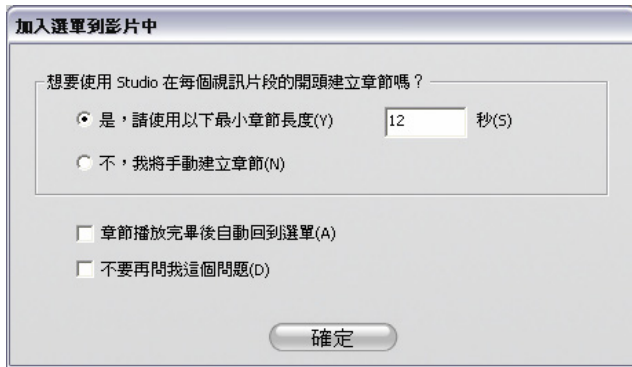 加入選單到影片中
想要使用 Studio 在每個視訊片段的開頭建立章節嗎？
是，請使用以下最小章節長度(Y) 12 秒(S)
不，我將手動建立章節(N)
章節播放完畢後自動回到選單(A)
不要再問我這個問題(D)
確定